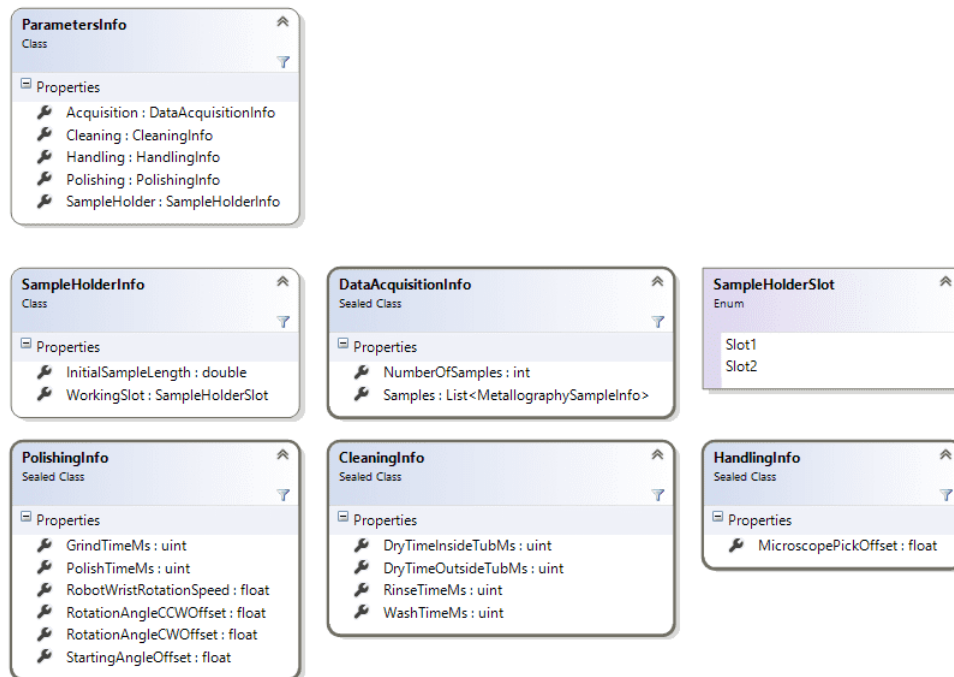 ParametersInfo
Class
Properties
Acquisition : DataAcquisitionInfo
Cleaning : CleaningInfo
Handling : HandlingInfo
Polishing : PolishingInfo
SampleHolder : SampleHolderInfo
SampleHolderInfo
Class
Properties
InitialSampleLength : double
WorkingSlot : SampleHolderSlot
DataAcquisitionInfo
Sealed Class
Properties
NumberOfSamples : int
Samples : List<MetallographySampleInfo>
SampleHolderSlot
Enum
Slot1
Slot2
PolishingInfo
Sealed Class
Properties
GrindTimeMs : uint
PolishTimeMs : uint
RobotWristRotationSpeed : float
RotationAngleCCWOffset : float
RotationAngleCWOffset : float
StartingAngleOffset : float
CleaningInfo
Sealed Class
Properties
DryTimeInsideTubMs : uint
DryTimeOutsideTubMs : uint
RinseTimeMs : uint
WashTimeMs : uint
HandlingInfo
Sealed Class
Properties
MicroscopePickOffset : float